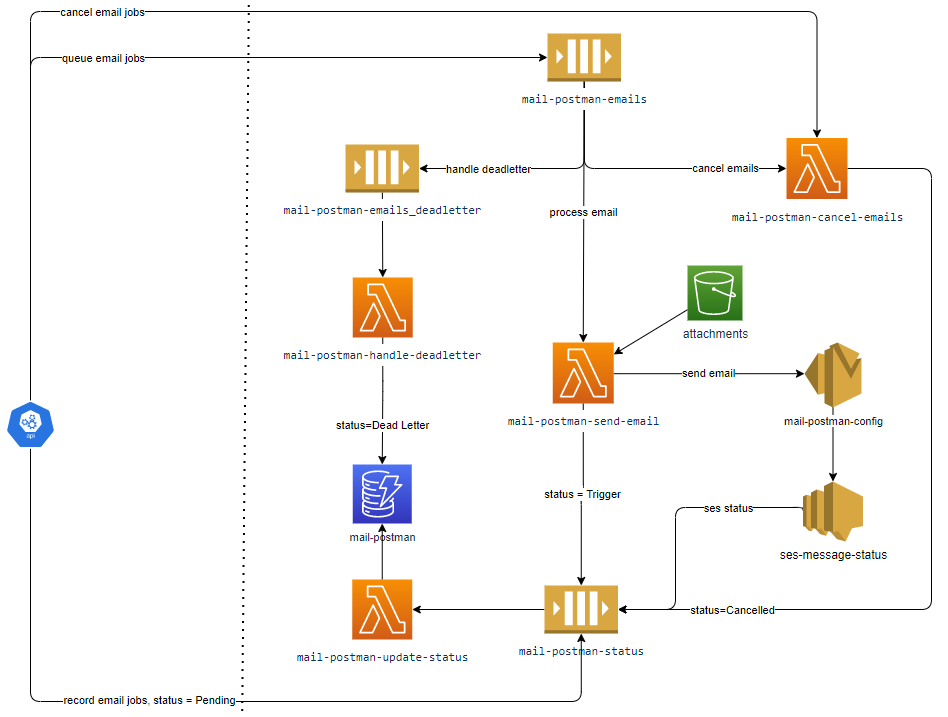 cancel email jobs
queue email jobs
mail-postman-emails
handle deadletter
cancel emails
mail-postman-emails_deadletter
process email
mail-postman-cancel-emails
attachments
mail-postman-handle-deadletter
send email
api
status=Dead Letter
mail-postman-send-email
mail-postman-config
status = Trigger
ses status
mail-postman
ses-message-status
status=Cancelled
mail-postman-update-status
mail-postman-status
record email jobs, status = Pending